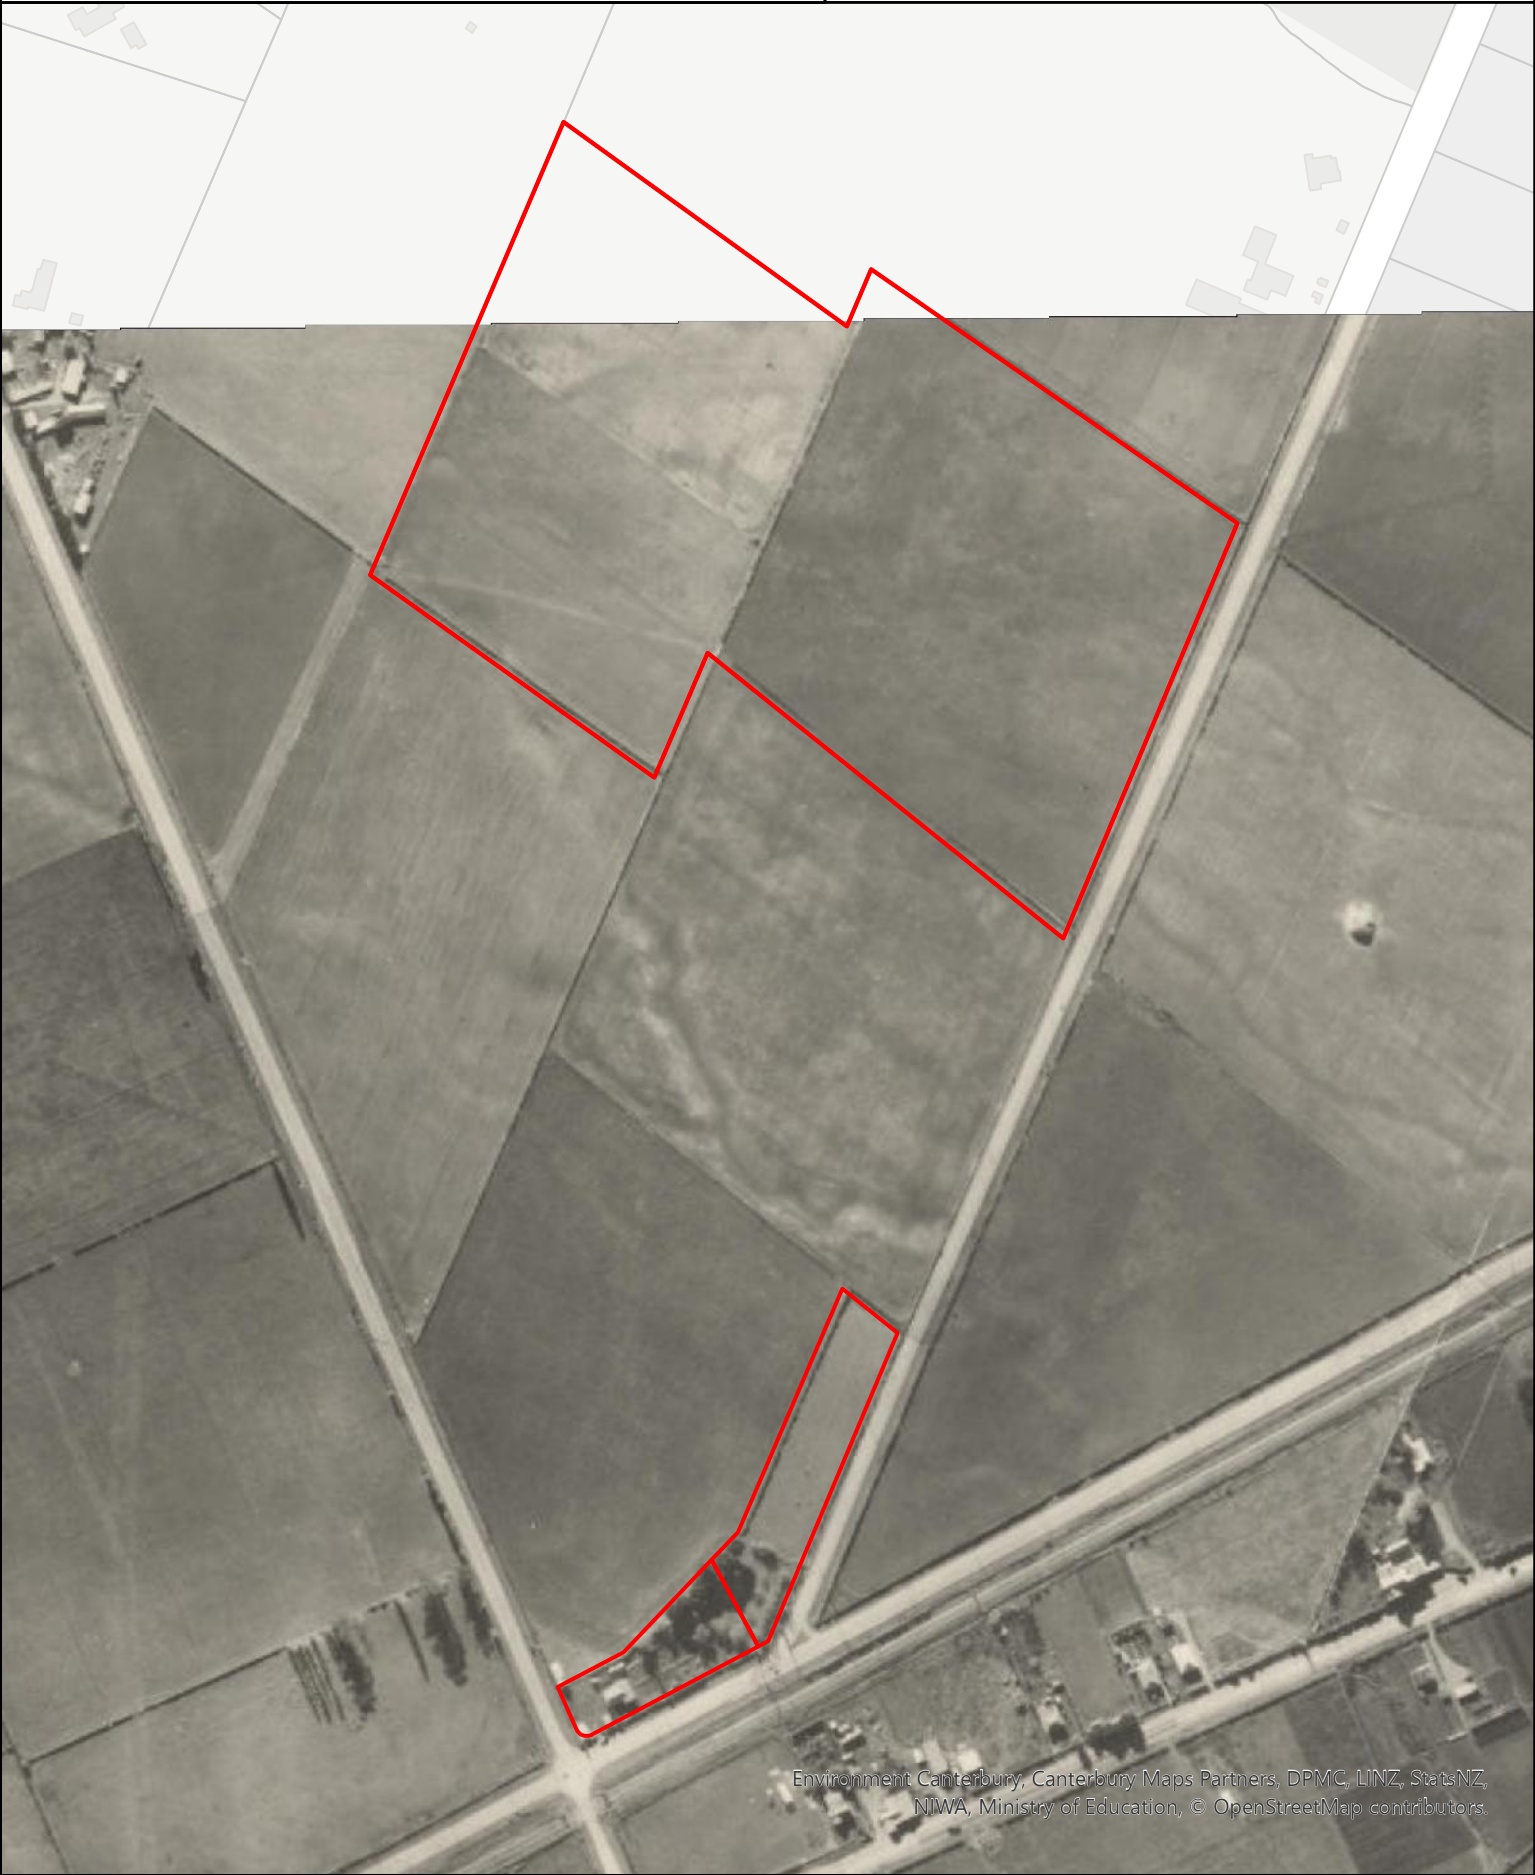 Environment Canterbury, Canterbury Maps Partners, DPMC, LINZ, StatsNZ,
NIWA, Ministry of Education, © OpenStreetMap contributors.